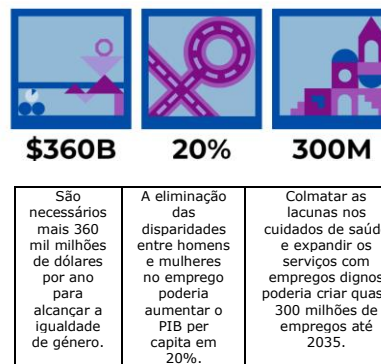 $360B
20%
300M
São
necessários
mais 360
mil milhões
de dólares
por ano
para
alcançar a
igualdade
de género.
A eliminação
das
disparidades
entre homens
e mulheres
no emprego
poderia
aumentar o
PIB per
capita em
20%.
Colmatar as
lacunas nos
cuidados de saúd
e expandir os
serviços com
empregos dignos
poderia criar quas
300 milhões de
empregos até
2035.